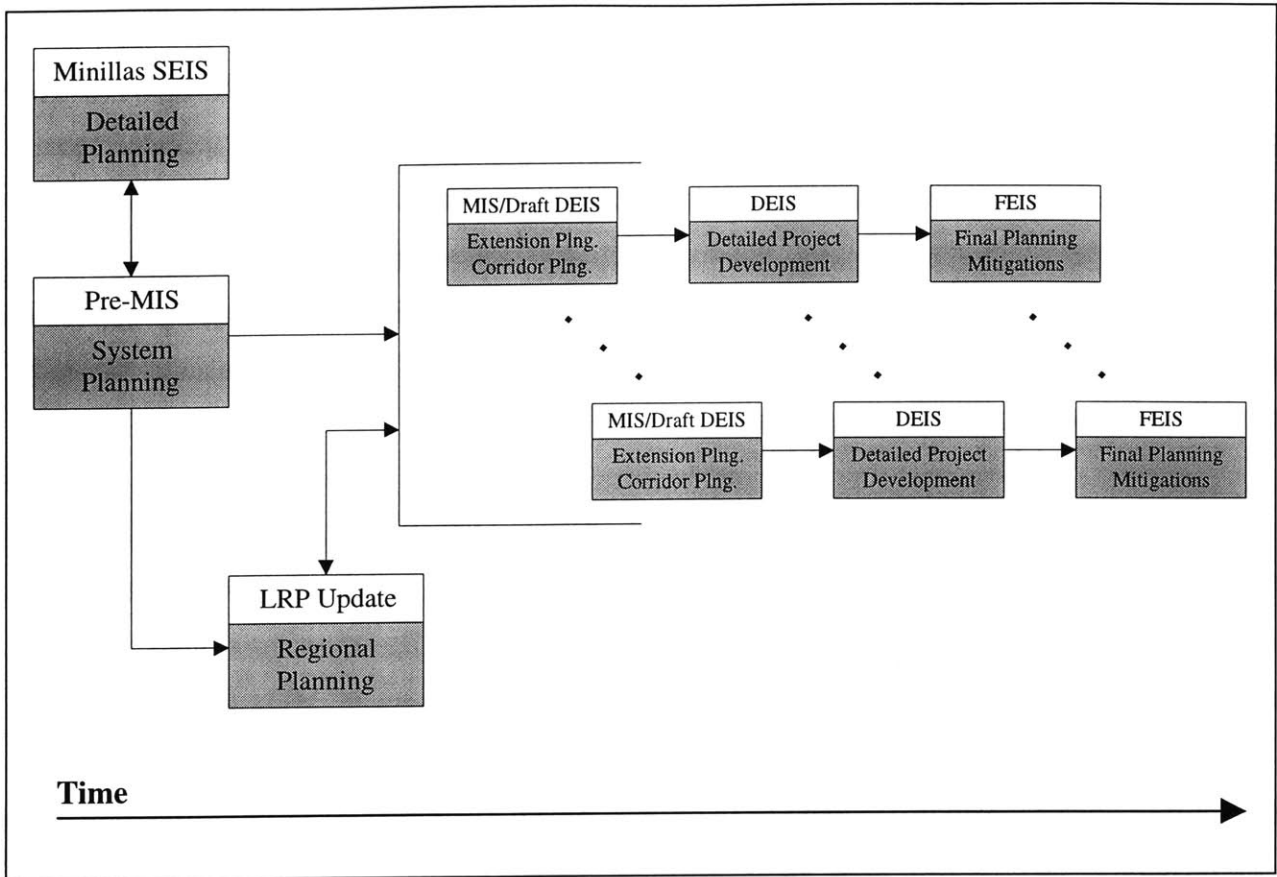 Minillas SEIS
Detailed
Planning
Pre-MIS
System
Planning
MIS/Draft DEIS
Extension Plng.
Corridor Plng.
DEIS
Detailed Project
Development
FEIS
Final Planning
Mitigations
MIS/Draft DEIS
Extension Plng.
Corridor Plng.
DEIS
Detailed Project
Development
FEIS
Final Planning
Mitigations
LRP Update
Regional
Planning
Time